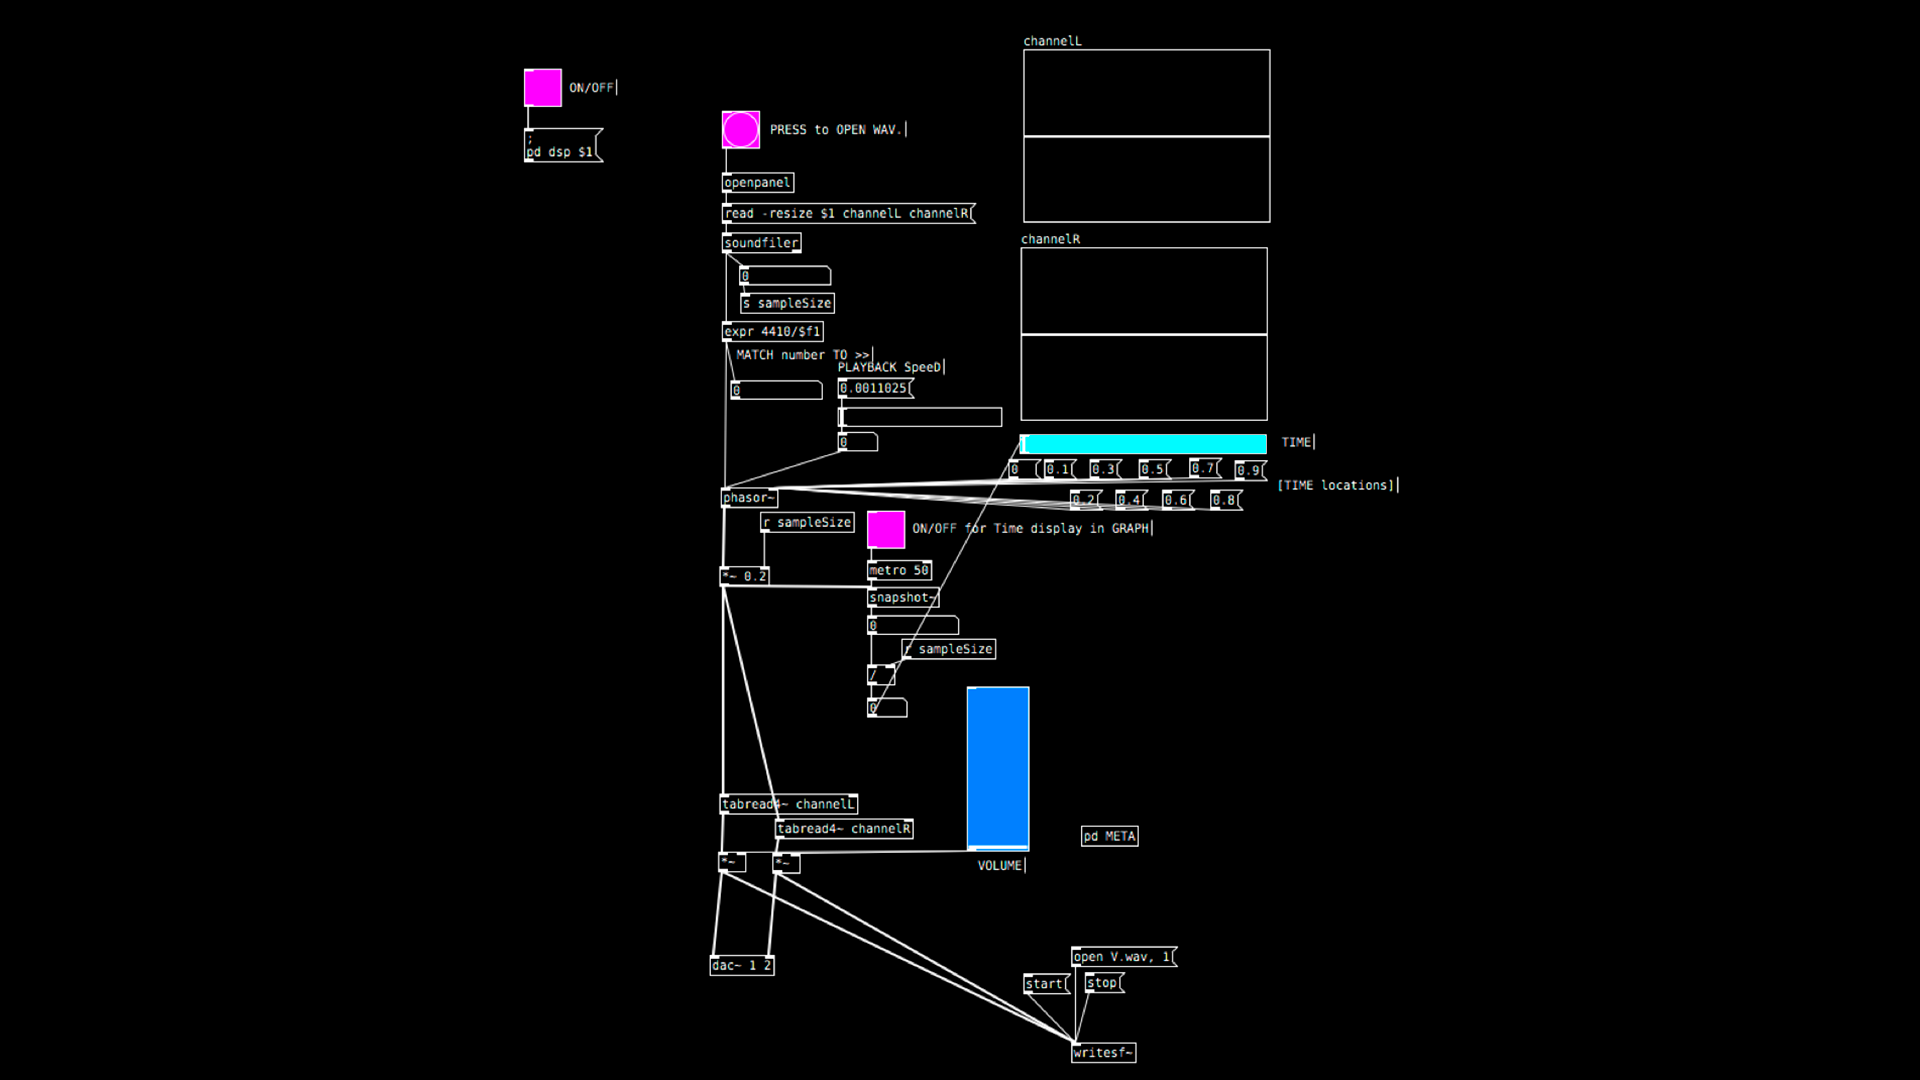 channelL
ON/OFF
PRESS to OPEN WAV.
;
pd dsp $1
openpanel
read -resize $1 channelL channelR
soundfiler
channelR
0
s sampleSize
expr 4410/$f1
MATCH number TO >>
PLAYBACK SpeeD
0.0011025
0
0
TIME
0 0.1 0.3 0.5 0.7 0.9
[TIME locations]
phasor~
0.2 0.4 0.6 0.8
r sampleSize
ON/OFF for Time display in GRAPH
metro 50
*~ 0.2
snapshot~
0
r sampleSize
/
0
tabread4~ channelL
tabread4~ channelR
pd META
*~ *~
VOLUME
open V.wav, 1
dac~ 1 2
start stop
writesf~